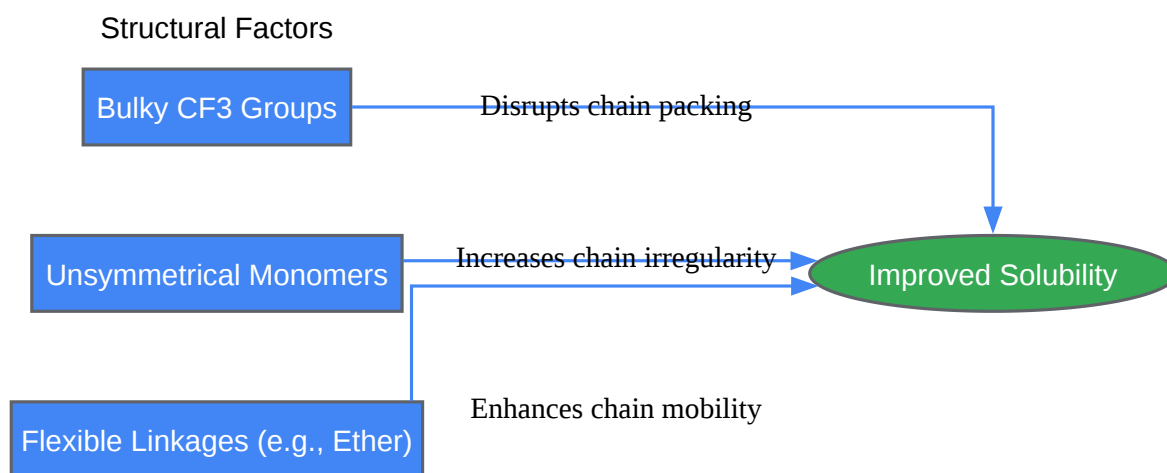 Structural Factors
Bulky CF3 Groups
Disrupts chain packing
Unsymmetrical Monomers
Increases chain irregularity
Improved Solubility
Flexible Linkages (e.g., Ether)
Enhances chain mobility